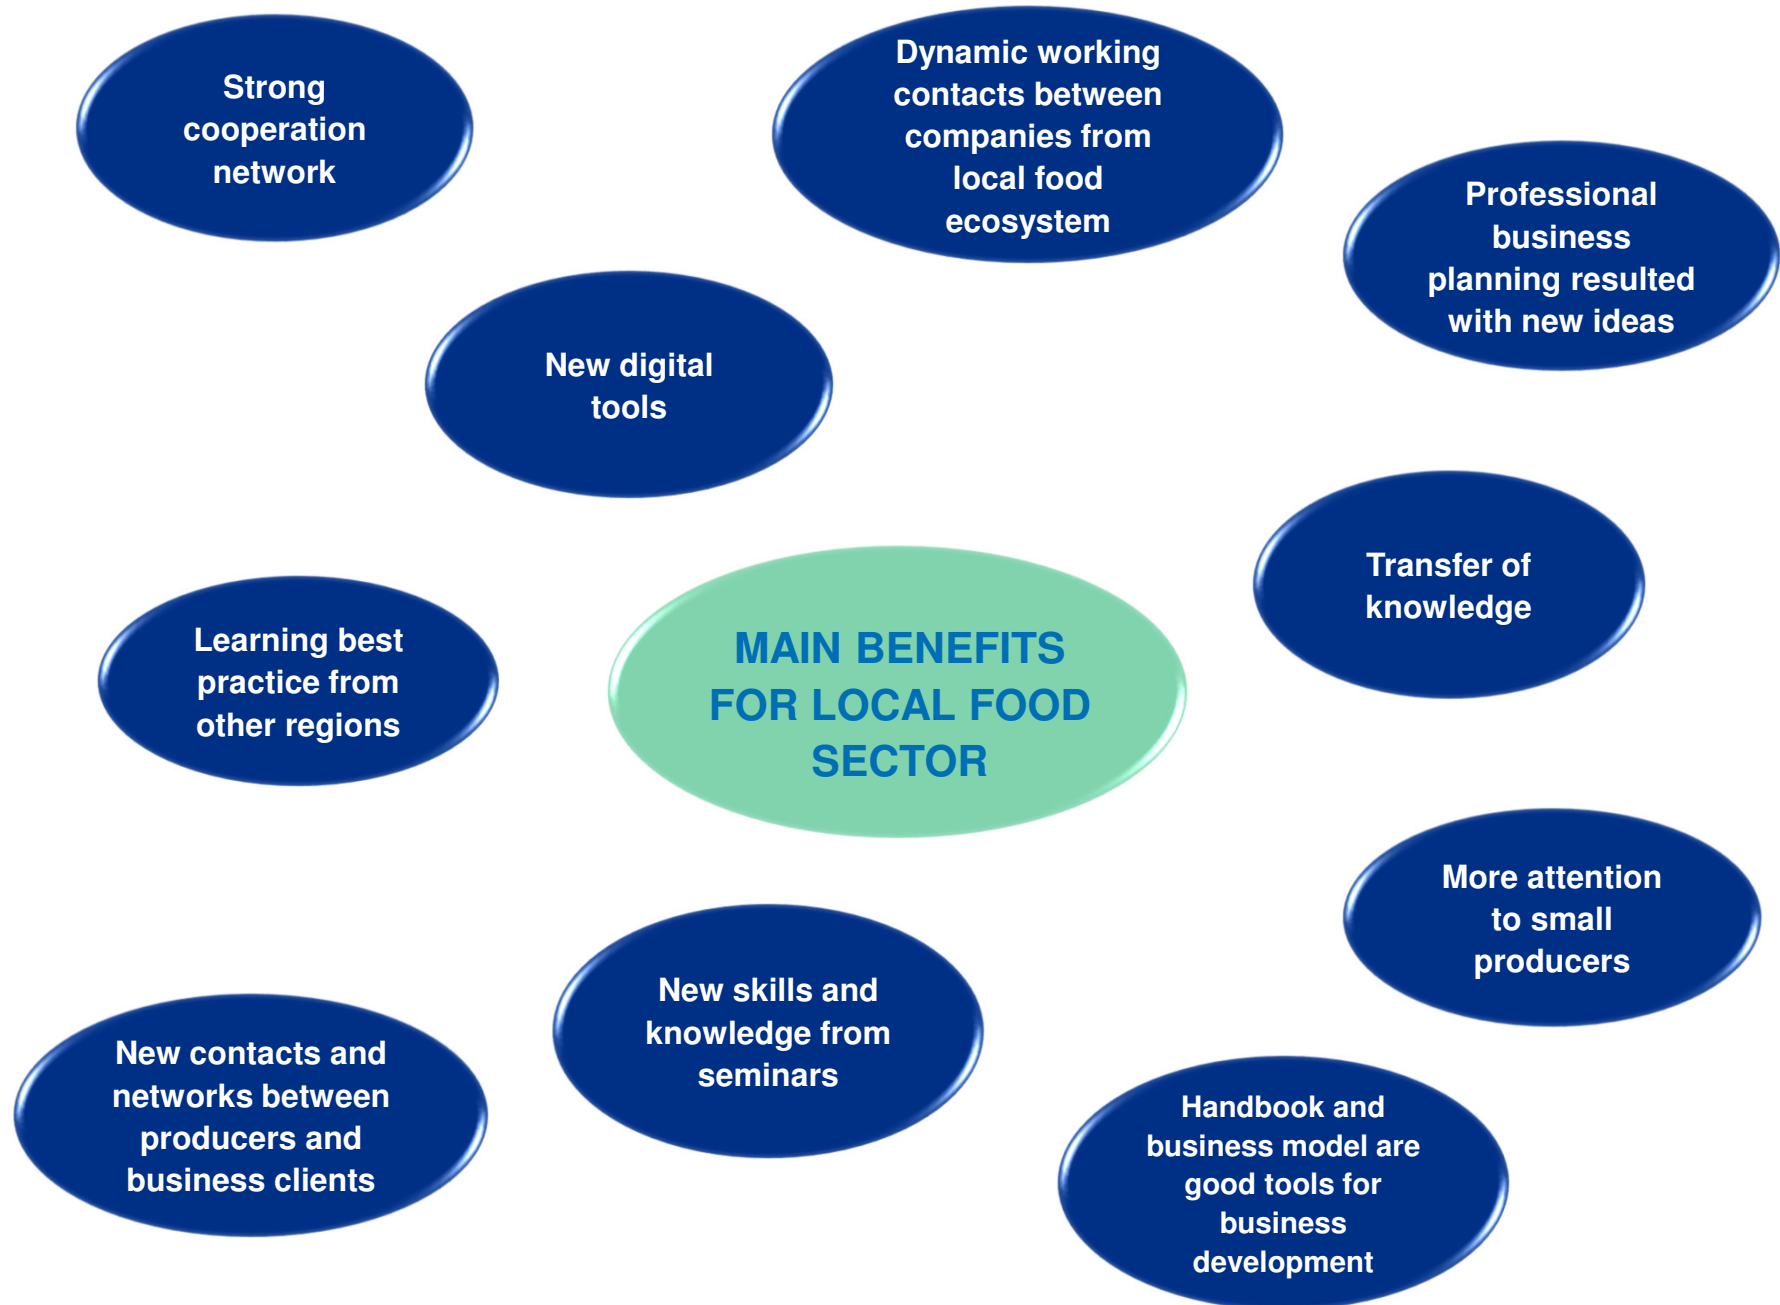 Strong
cooperation
network
Dynamic working
contacts between
companies from
local food
ecosystem
Professional
business
planning resulted
with new ideas
New digital
tools
Transfer of
knowledge
Learning best
practice from
other regions
MAIN BENEFITS
FOR LOCAL FOOD
SECTOR
More attention
to small
producers
New skills and
knowledge from
seminars
New contacts and
networks between
producers and
business clients
Handbook and
business model are
good tools for
business
development